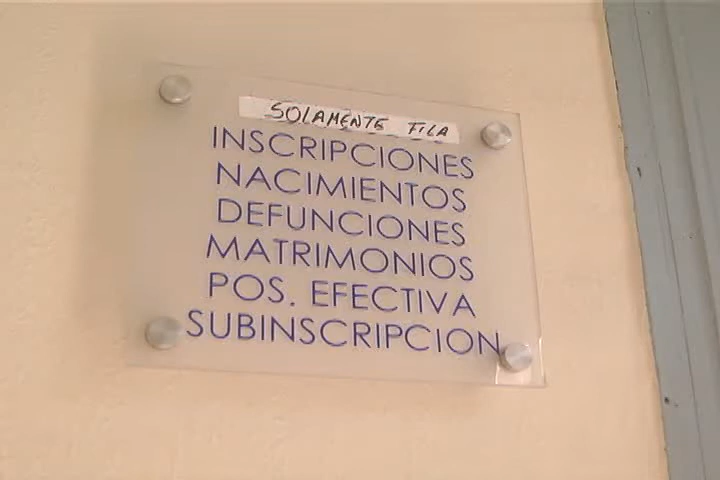 SOLAMENTE FILA
INSCRIPCIONES
NACIMIENTOS
DEFUNCIONES
MATRIMONIOS
POS. EFECTIVA
SUBINSCRIPCION